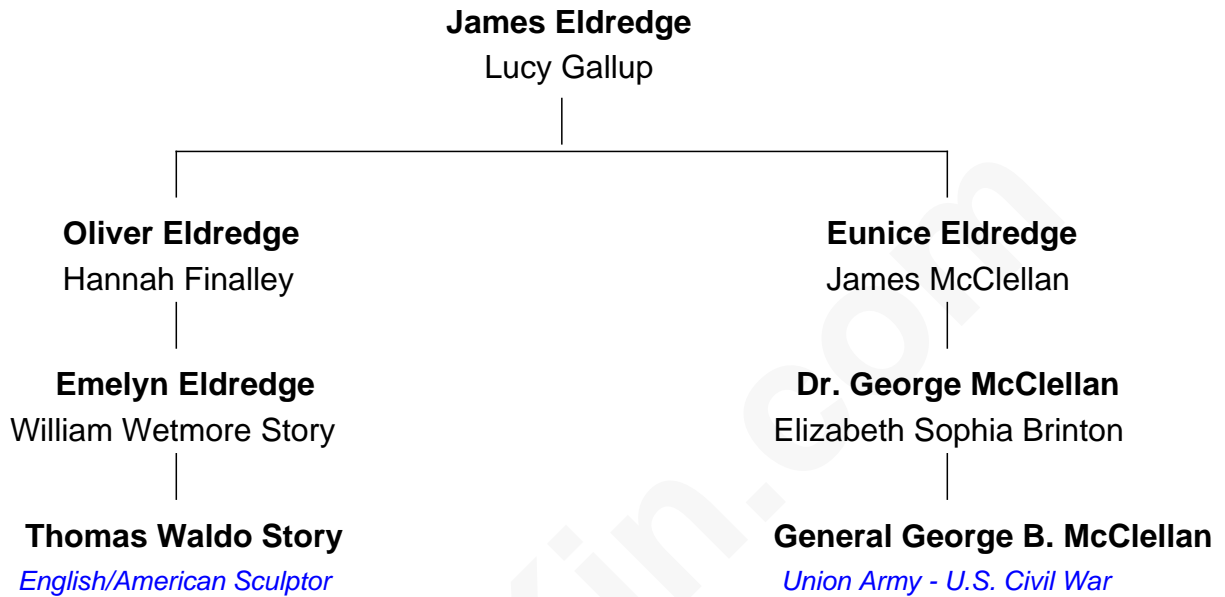 James Eldredge
Lucy Gallup
Oliver Eldredge
Hannah Finalley
Eunice Eldredge
James McClellan
Emelyn Eldredge
William Wetmore Story
Dr. George McClellan
Elizabeth Sophia Brinton
Thomas Waldo Story
English/American Sculptor
General George B. McClellan
Union Army - U.S. Civil War